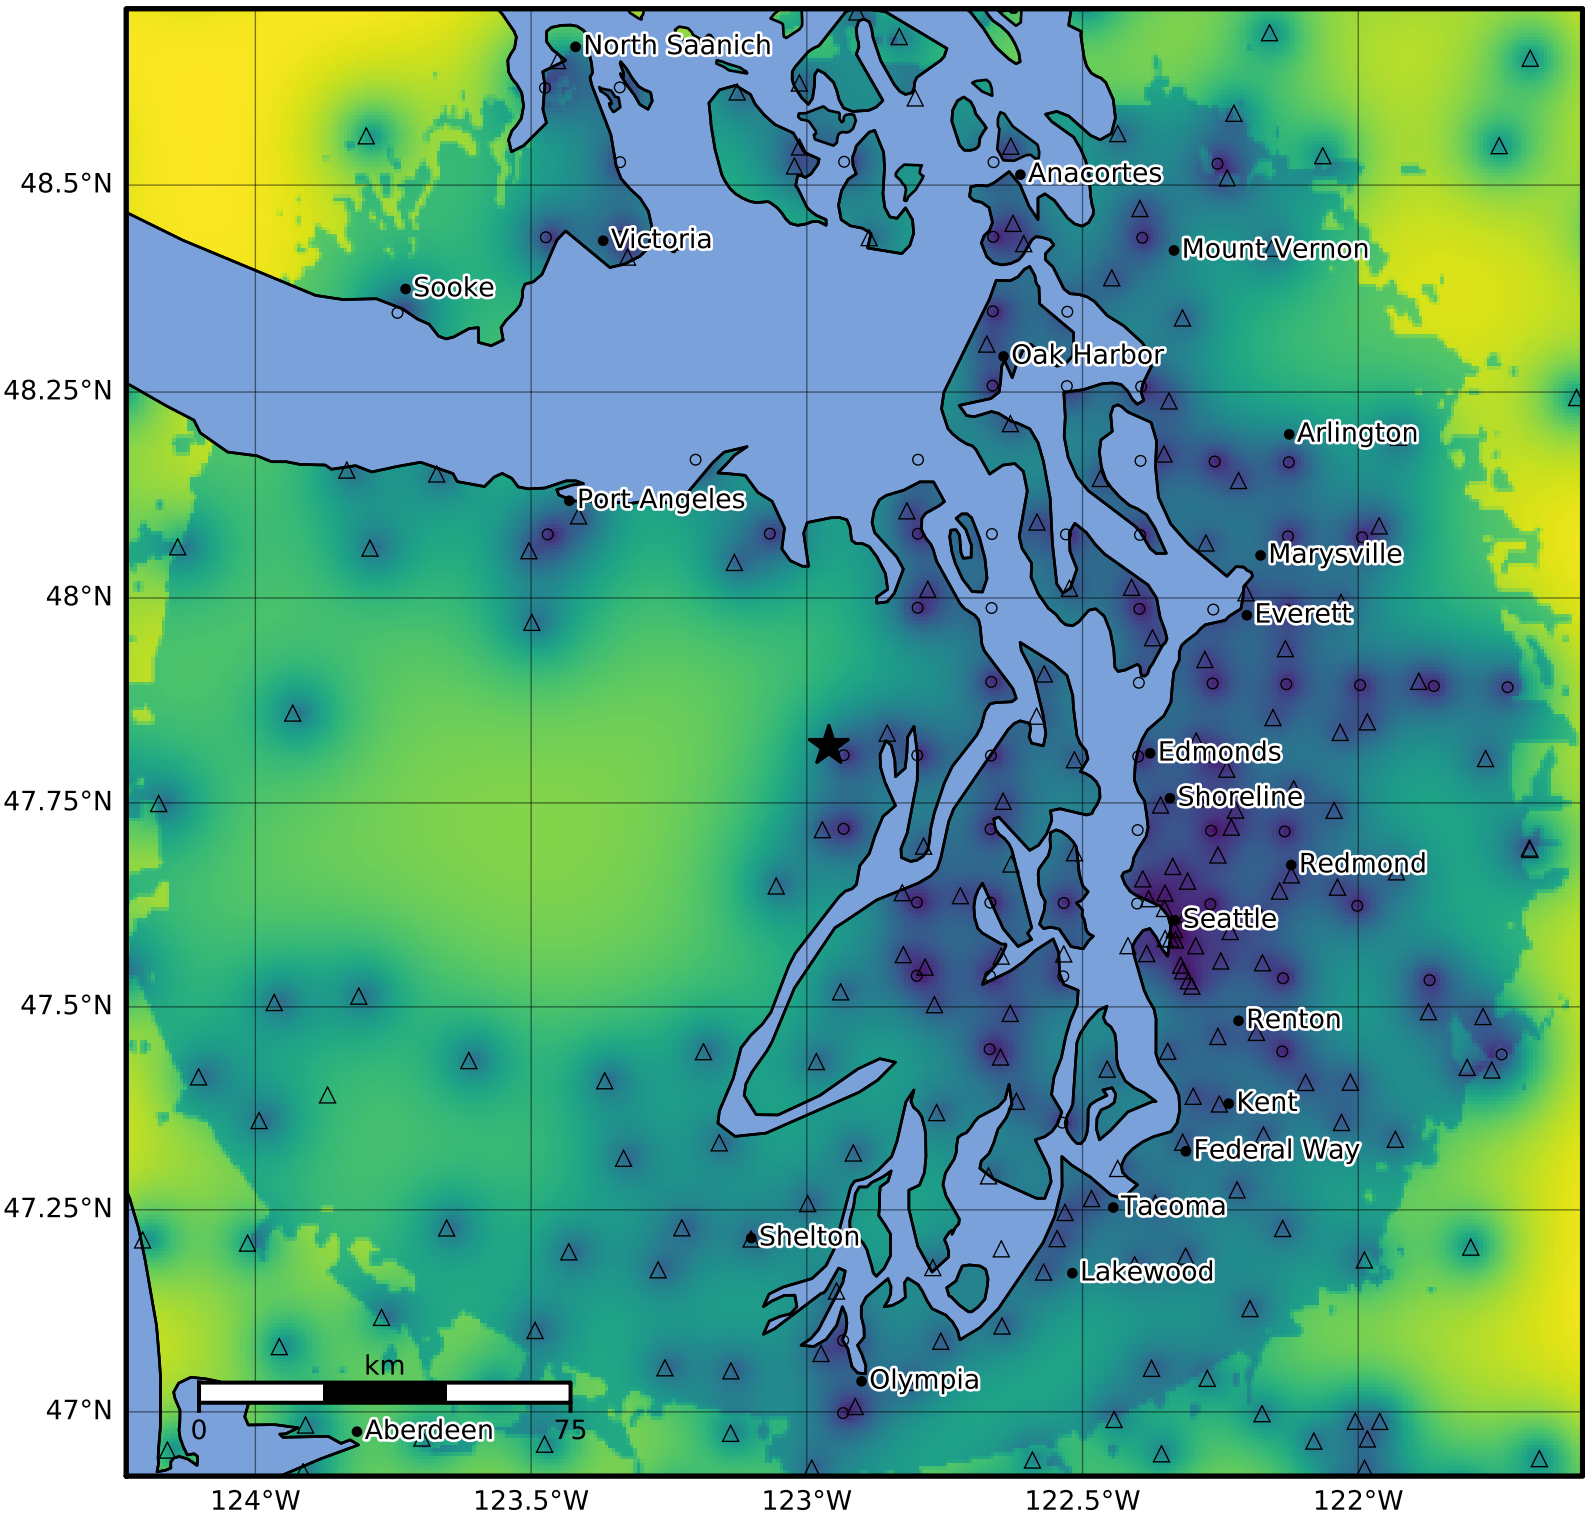 North Saanich
Anacortes
48.5°N
Victoria
Mount Vernon
Sooke
Oak Harbor
48.25°N
Arlington
Port Angeles
Marysville
48°N
Everett
Edmonds
Shoreline
47.75°N
Redmond
Seattle
47.5°N
Renton
Kent
Federal Way
47.25°N
Tacoma
Shelton
Lakewood
km
Olympia
47°N
0
75
Aberdeen
124°W
123.5°W
123°W
122.5°W
122°W